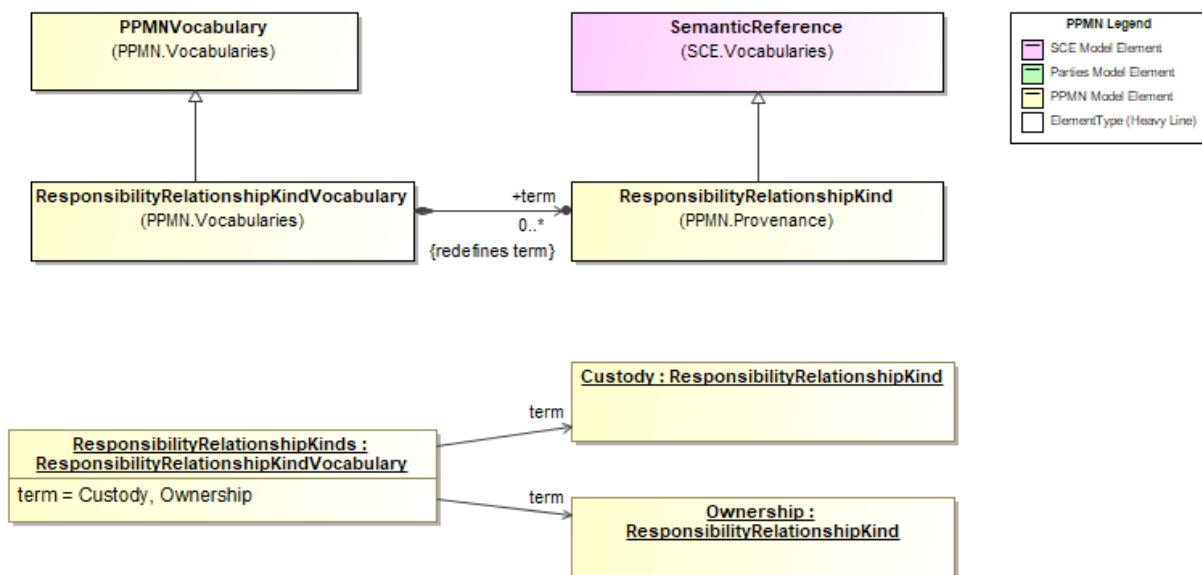 PPMNVocabulary
(PPMN.Vocabularies)
SemanticReference
(SCE.Vocabularies)
PPMN Legend
SCE Model Element
Parties Model Element
PPMN Model Element
ElementType (Heavy Line)
ResponsibilityRelationshipKindVocabulary
(PPMN.Vocabularies)
+term
0..*
{redefines term}
ResponsibilityRelationshipKind
(PPMN.Provenance)
Custody : ResponsibilityRelationshipKind
term
ResponsibilityRelationshipKinds :
ResponsibilityRelationshipKindVocabulary
term = Custody, Ownership
term
Ownership :
ResponsibilityRelationshipKind